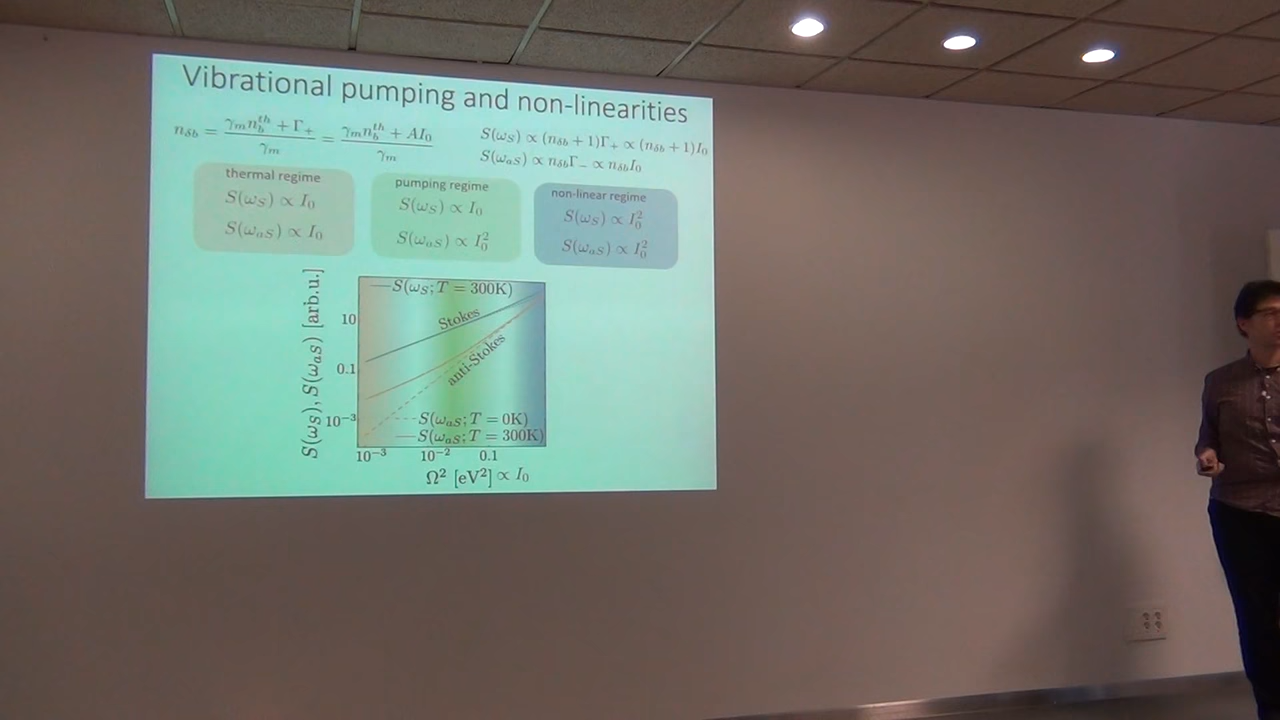 Vibrational pumping and non-linearities
n_{δb} = \frac{γ_m n_b^{th} + Γ_+}{γ_m} = \frac{γ_m n_b^{th} + AI_0}{γ_m}
S(ω_S) ∝ (n_{δb} + 1)Γ_+ ∝ (n_{δb} + 1)I_0
S(ω_{aS}) ∝ n_{δb}Γ_- ∝ n_{δb}I_0
thermal regime
S(ω_S) ∝ I_0
S(ω_{aS}) ∝ I_0
pumping regime
S(ω_S) ∝ I_0
S(ω_{aS}) ∝ I_0^2
non-linear regime
S(ω_S) ∝ I_0^2
S(ω_{aS}) ∝ I_0^2
S(ω_S), S(ω_{aS}) [arb.u.]
10
0.1
10^{-3}
S(ω_S; T = 300K)
Stokes
anti-Stokes
S(ω_{aS}; T = 0K)
S(ω_{aS}; T = 300K)
10^{-3} 10^{-2} 0.1
Ω^2 [eV^2] ∝ I_0